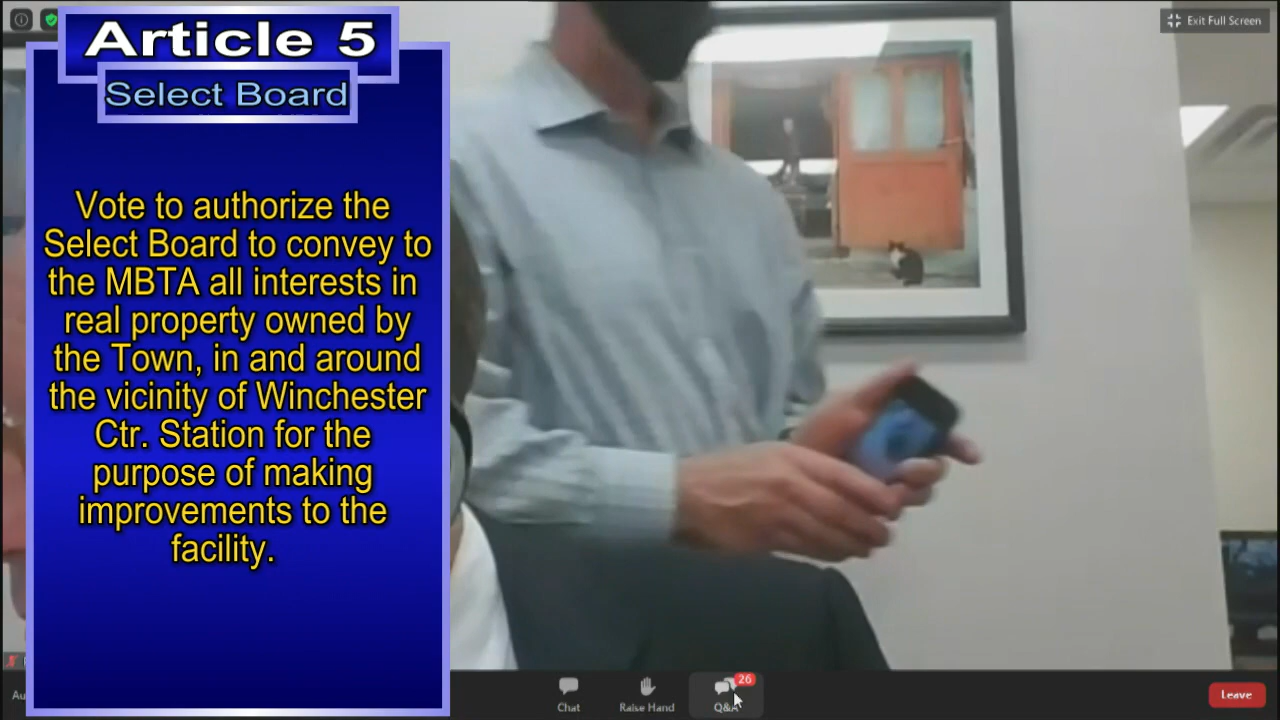 Article 5
Select Board
Vote to authorize the
Select Board to convey to
the MBTA all interests in
real property owned by
the Town, in and around
the vicinity of Winchester
Ctr. Station for the
purpose of making
improvements to the
facility.
Exit Full Screen
Chat
Raise Hand
26
Q&A
Leave